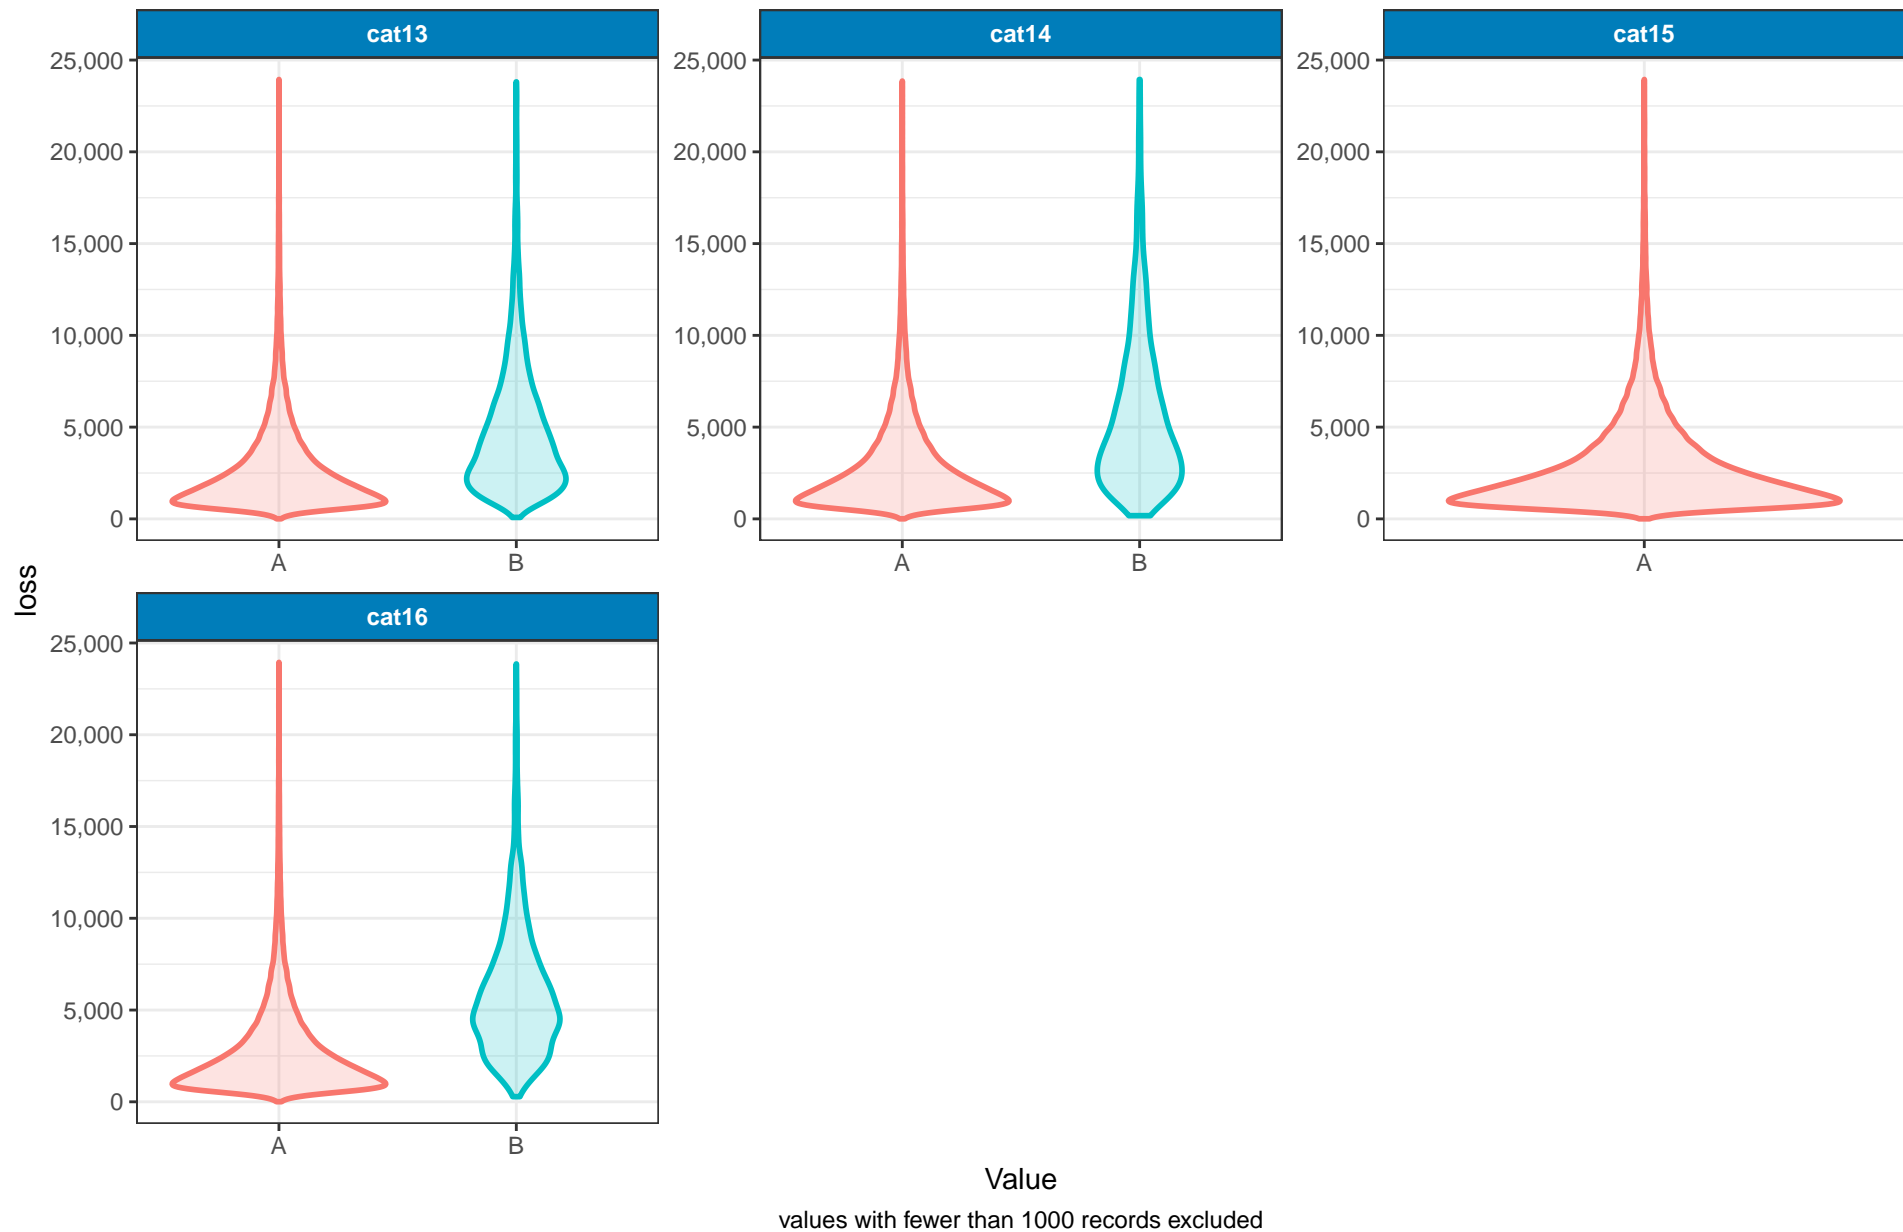 cat13 cat14 cat15
25,000 25,000 25,000
20,000 20,000 20,000
15,000 15,000 15,000
10,000 10,000 10,000
5,000 5,000 5,000
0 0 0
A B A B A
loss
cat16
25,000
20,000
15,000
10,000
5,000
0
A B
Value
values with fewer than 1000 records excluded